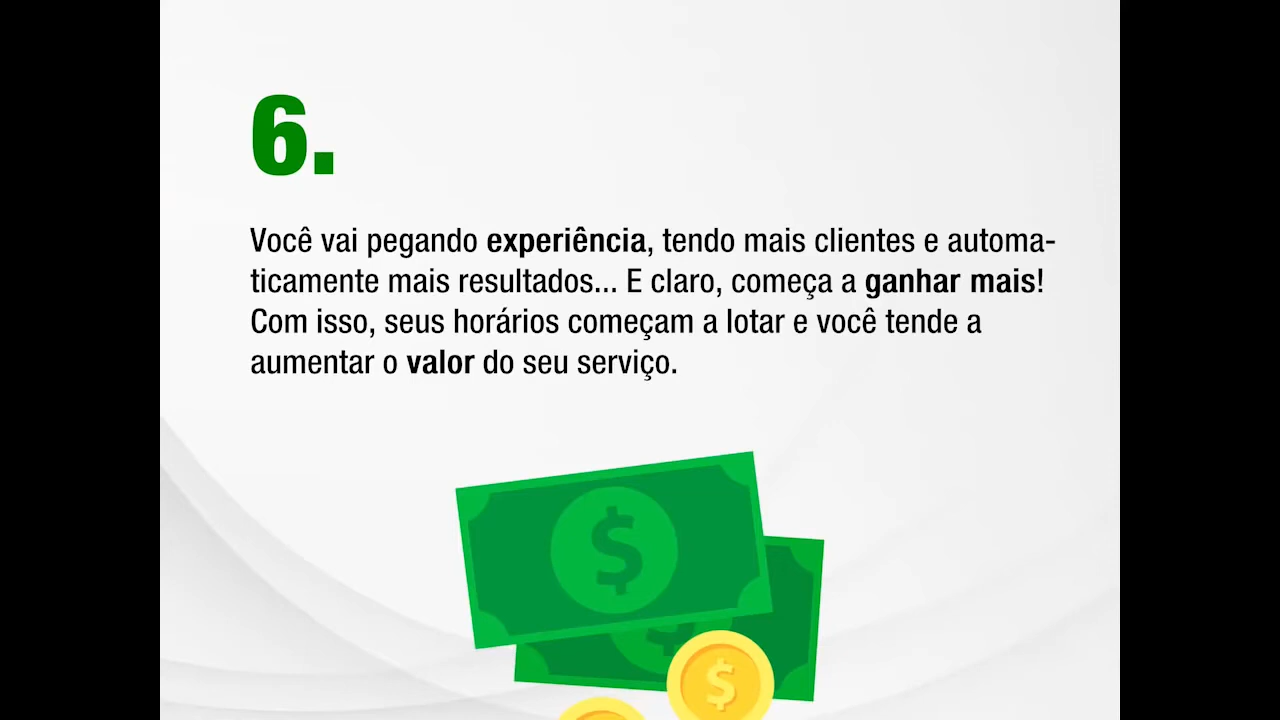 6.
Você vai pegando experiência, tendo mais clientes e automa-
ticamente mais resultados... E claro, começa a ganhar mais!
Com isso, seus horários começam a lotar e você tende a
aumentar o valor do seu serviço.
$
$
$